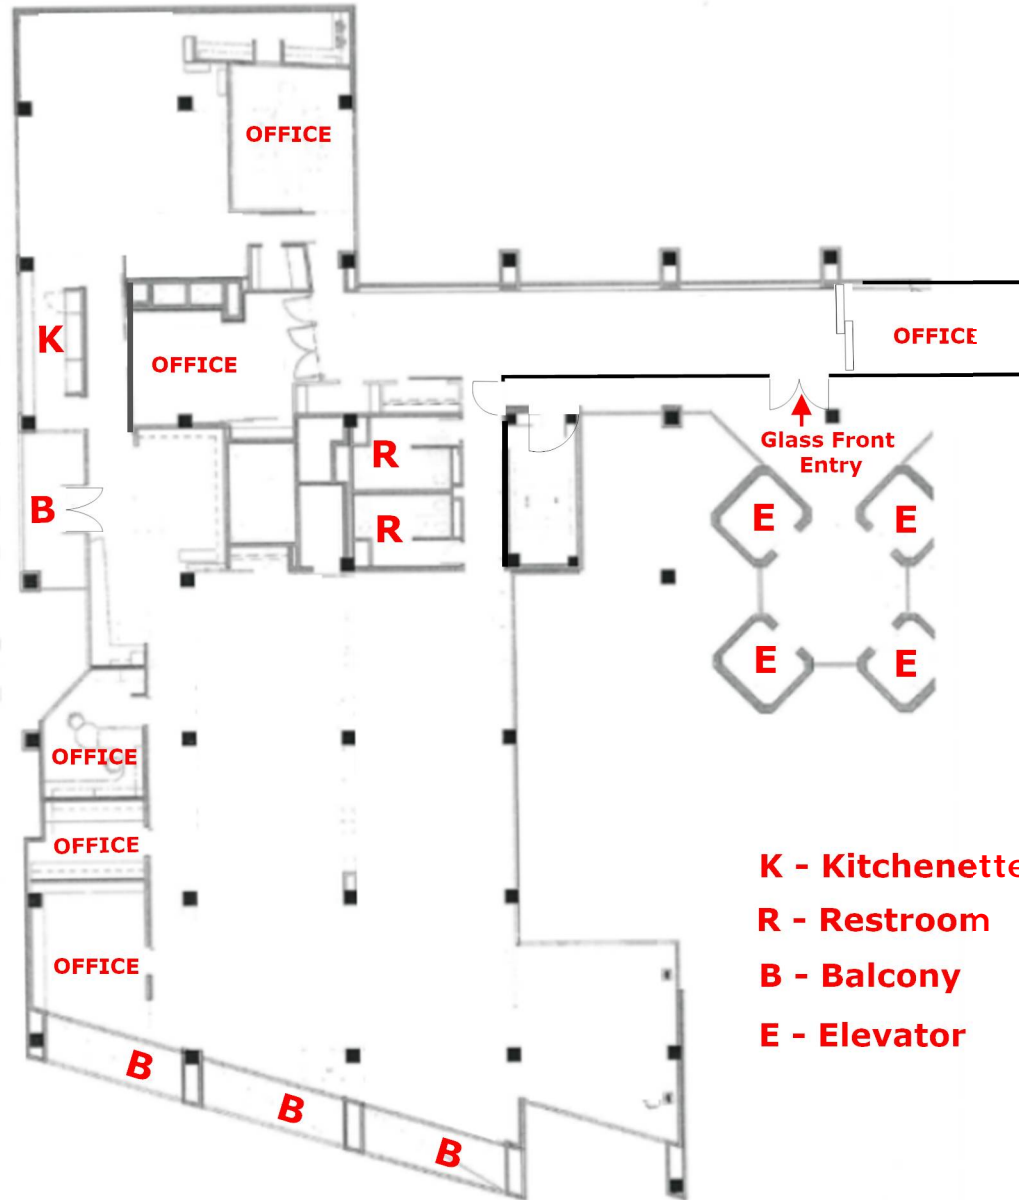 OFFICE
K
OFFICE
OFFICE
Glass Front
Entry
R
B
R
E
E
E
E
OFFICE
OFFICE
K - Kitchenette
R - Restroom
OFFICE
B - Balcony
E - Elevator
B
B
B